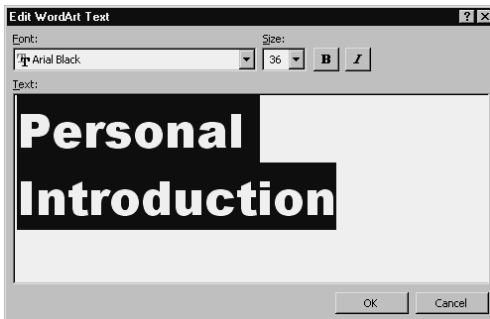 Edit WordArt Text
Font:
Size:
Arial Black
36
B
I
Text:
Personal
Introduction
OK
Cancel